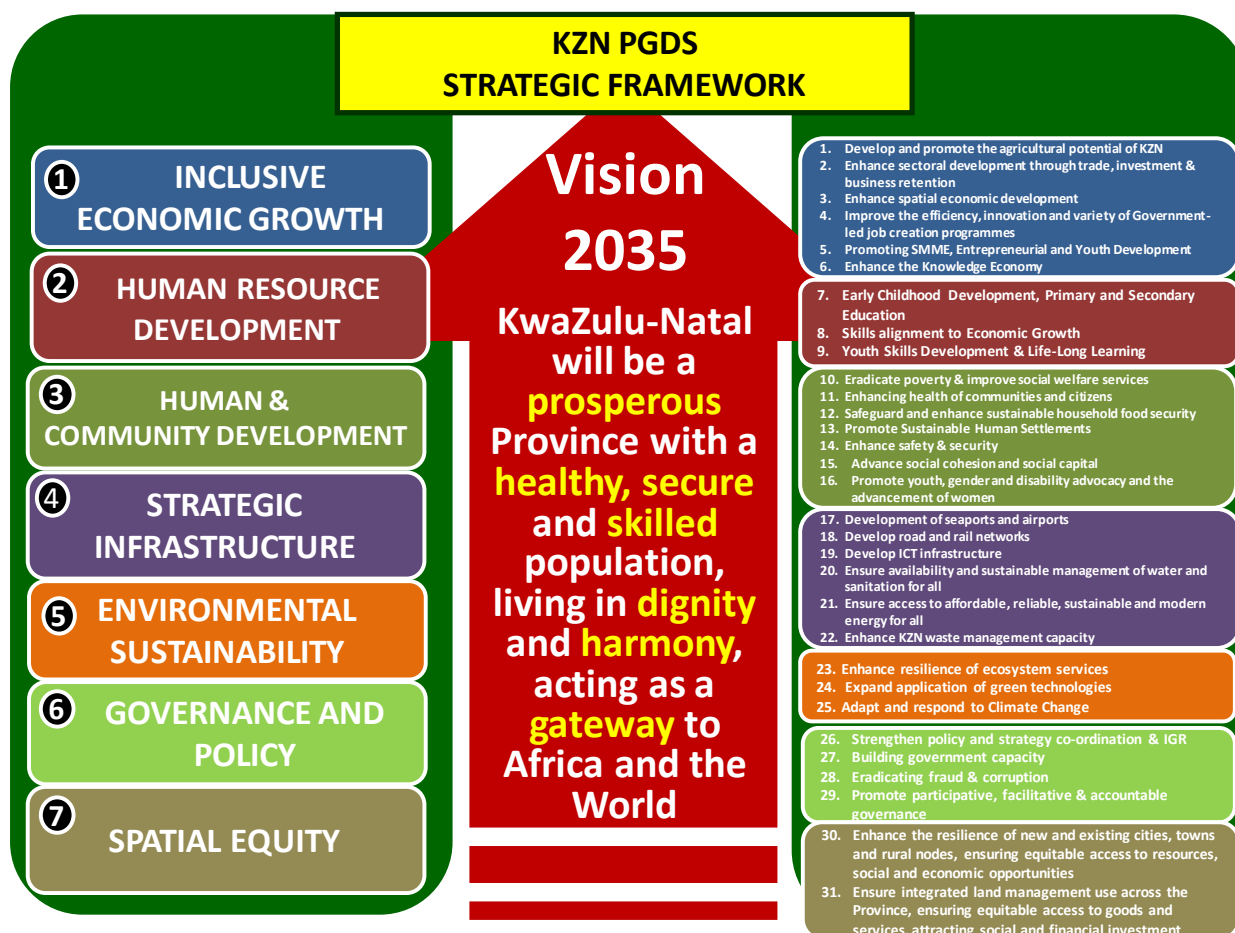 KZN PGDS
STRATEGIC FRAMEWORK
1
INCLUSIVE
ECONOMIC GROWTH
2
HUMAN RESOURCE
DEVELOPMENT
3
HUMAN &
COMMUNITY DEVELOPMENT
4
STRATEGIC
INFRASTRUCTURE
5
ENVIRONMENTAL
SUSTAINABILITY
6
GOVERNANCE AND
POLICY
7
SPATIAL EQUITY
Vision
2035
KwaZulu-Natal
will be a
prosperous
Province with a
healthy, secure
and skilled
population,
living in dignity
and harmony,
acting as a
gateway to
Africa and the
World
1. Develop and promote the agricultural potential of KZN
2. Enhance sectoral development through trade, investment &
business retention
3. Enhance spatial economic development
4. Improve the efficiency, innovation and variety of Government-
led job creation programmes
5. Promoting SMME, Entrepreneurial and Youth Development
6. Enhance the Knowledge Economy
7. Early Childhood Development, Primary and Secondary
Education
8. Skills alignment to Economic Growth
9. Youth Skills Development & Life-Long Learning
10. Eradicate poverty & improve social welfare services
11. Enhancing health of communities and citizens
12. Safeguard and enhance sustainable household food security
13. Promote Sustainable Human Settlements
14. Enhance safety & security
15. Advance social cohesion and social capital
16. Promote youth, gender and disability advocacy and the
advancement of women
17. Development of seaports and airports
18. Develop road and rail networks
19. Develop ICT infrastructure
20. Ensure availability and sustainable management of water and
sanitation for all
21. Ensure access to affordable, reliable, sustainable and modern
energy for all
22. Enhance KZN waste management capacity
23. Enhance resilience of ecosystem services
24. Expand application of green technologies
25. Adapt and respond to Climate Change
26. Strengthen policy and strategy co-ordination & IGR
27. Building government capacity
28. Eradicating fraud & corruption
29. Promote participative, facilitative & accountable
governance
30. Enhance the resilience of new and existing cities, towns
and rural nodes, ensuring equitable access to resources,
social and economic opportunities
31. Ensure integrated land management use across the
Province, ensuring equitable access to goods and
services, attracting social and financial investment